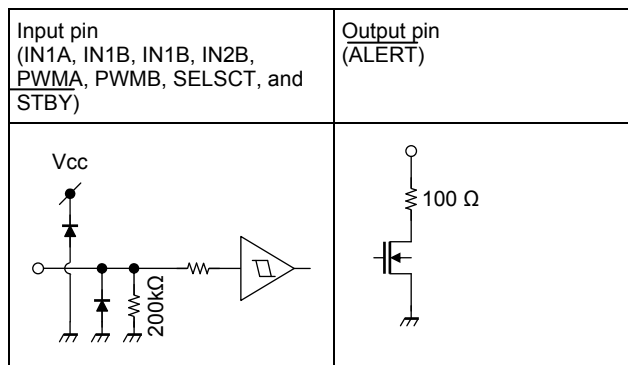 Input pin
(IN1A, IN1B, IN1B, IN2B,
PWMA, PWMB, SELSCT, and
STBY)
Output pin
(ALERT)
Vcc
200kΩ
100 Ω